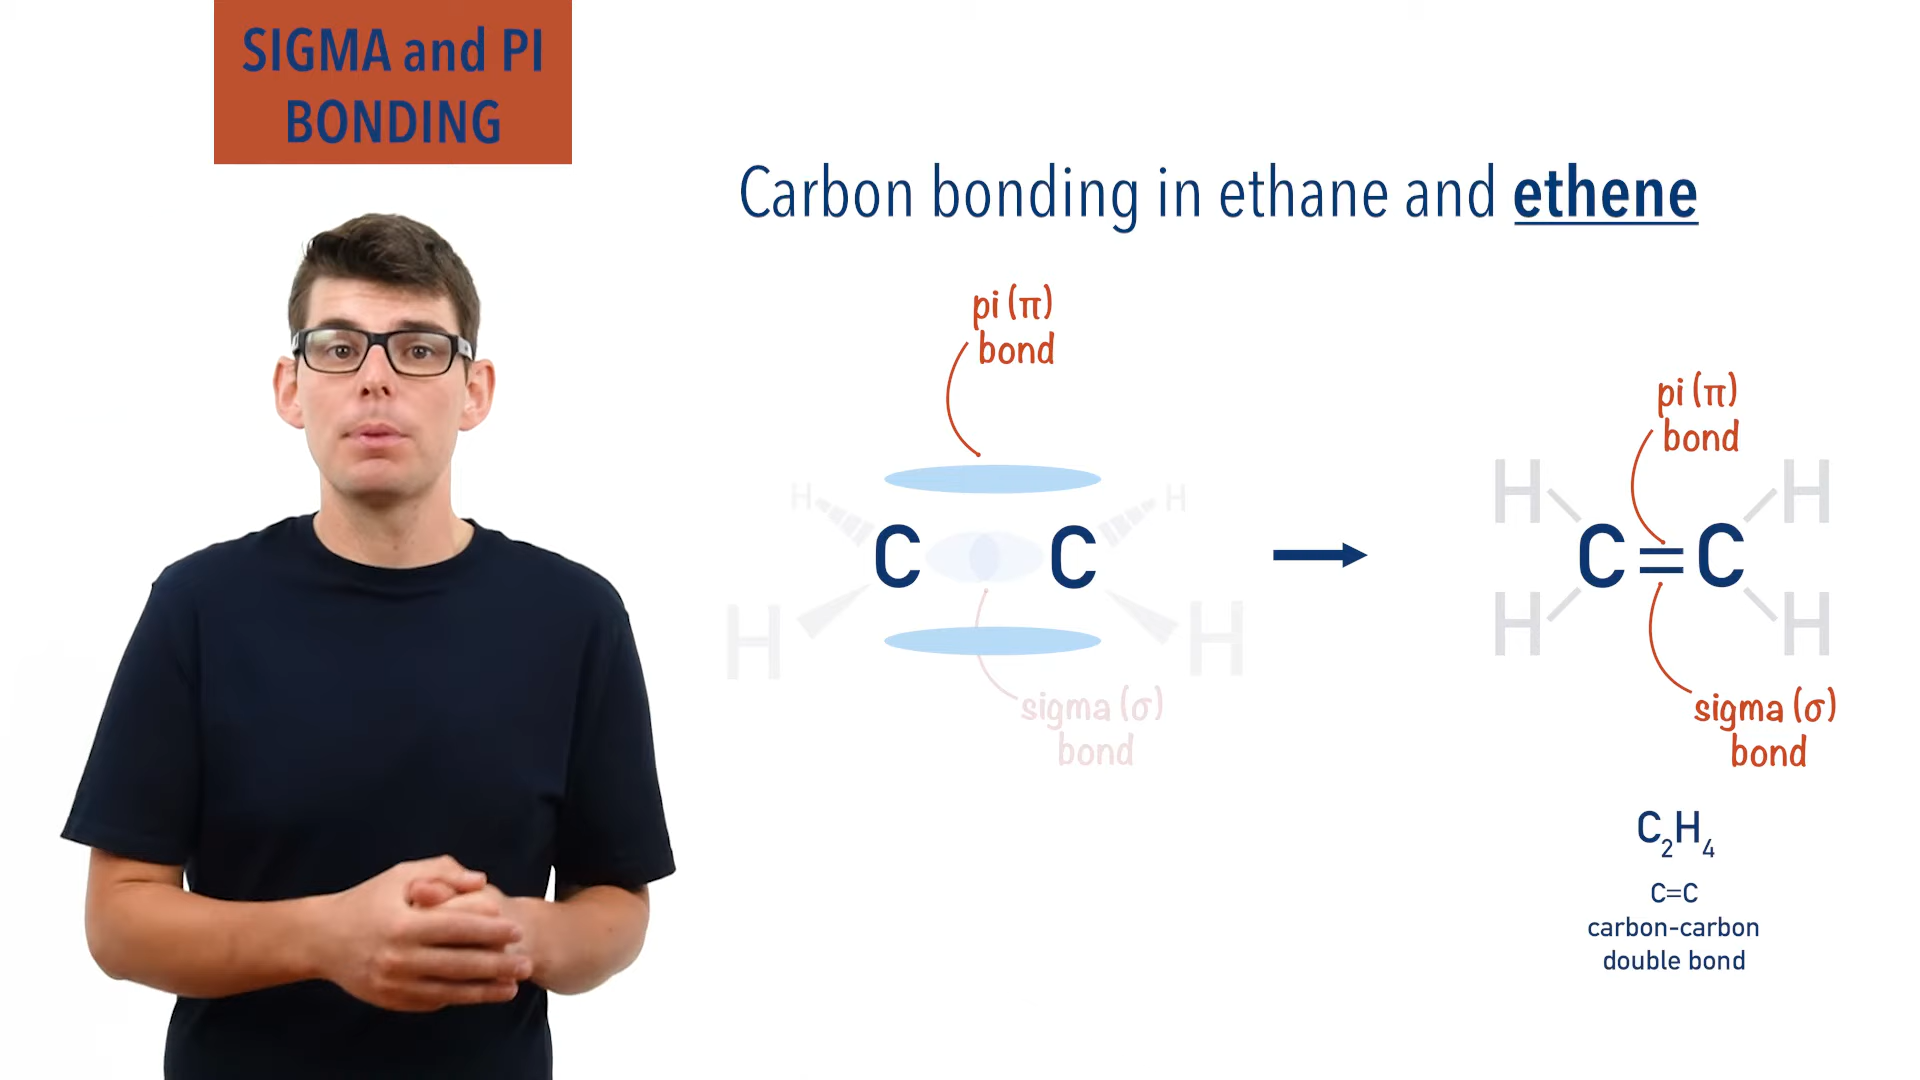 SIGMA and PI
BONDING
Carbon bonding in ethane and ethene
pi (π)
bond
H
H
C
C
H
H
sigma (σ)
bond
pi (π)
bond
H
H
C=C
H
H
sigma (σ)
bond
C₂H₄
C=C
carbon-carbon
double bond